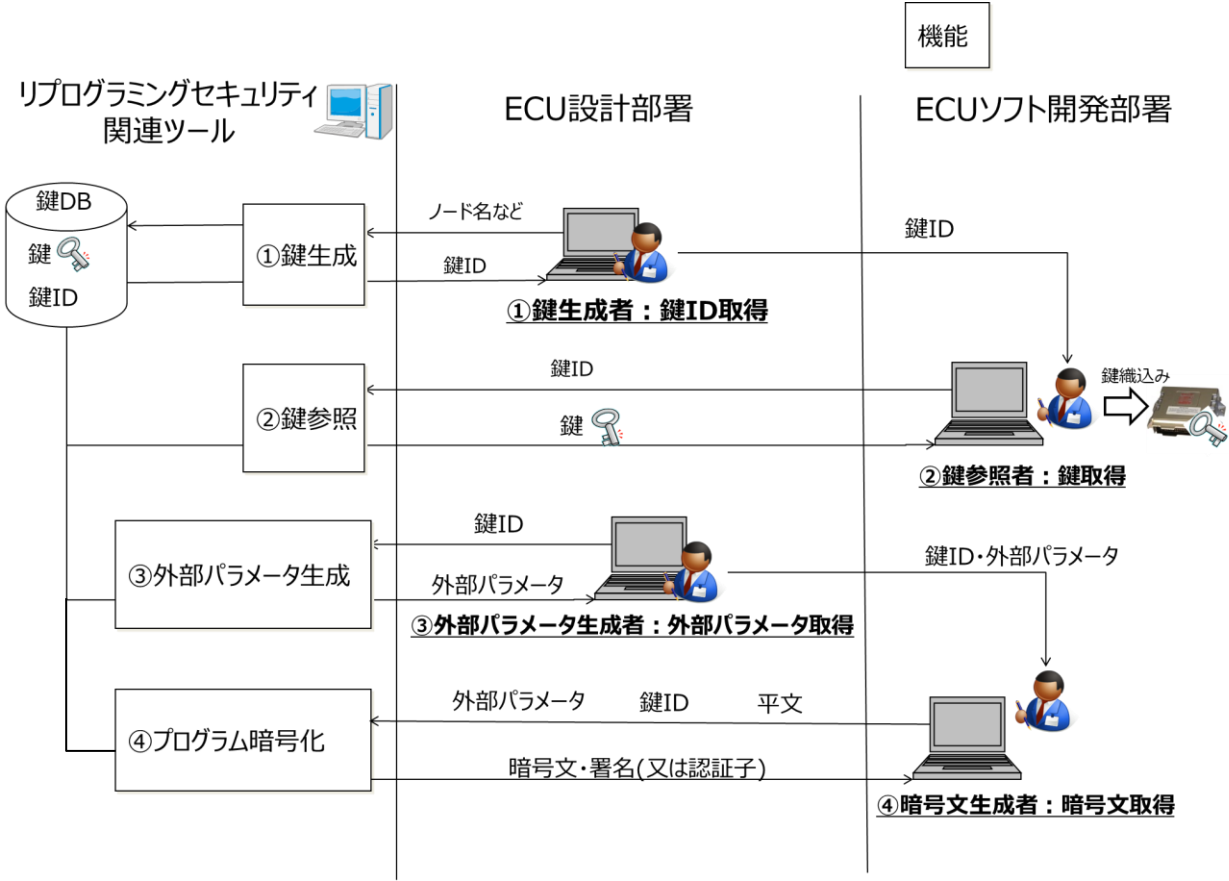 機能
リプログラミングセキュリティ
関連ツール
ECU設計部署
ECUソフト開発部署
鍵DB
鍵
鍵ID
①鍵生成
ノード名など
鍵ID
①鍵生成者：鍵ID取得
鍵ID
②鍵参照
鍵ID
鍵
鍵織込み
②鍵参照者：鍵取得
③外部パラメータ生成
鍵ID
外部パラメータ
③外部パラメータ生成者：外部パラメータ取得
鍵ID・外部パラメータ
④プログラム暗号化
外部パラメータ 鍵ID 平文
暗号文・署名(又は認証子)
④暗号文生成者：暗号文取得